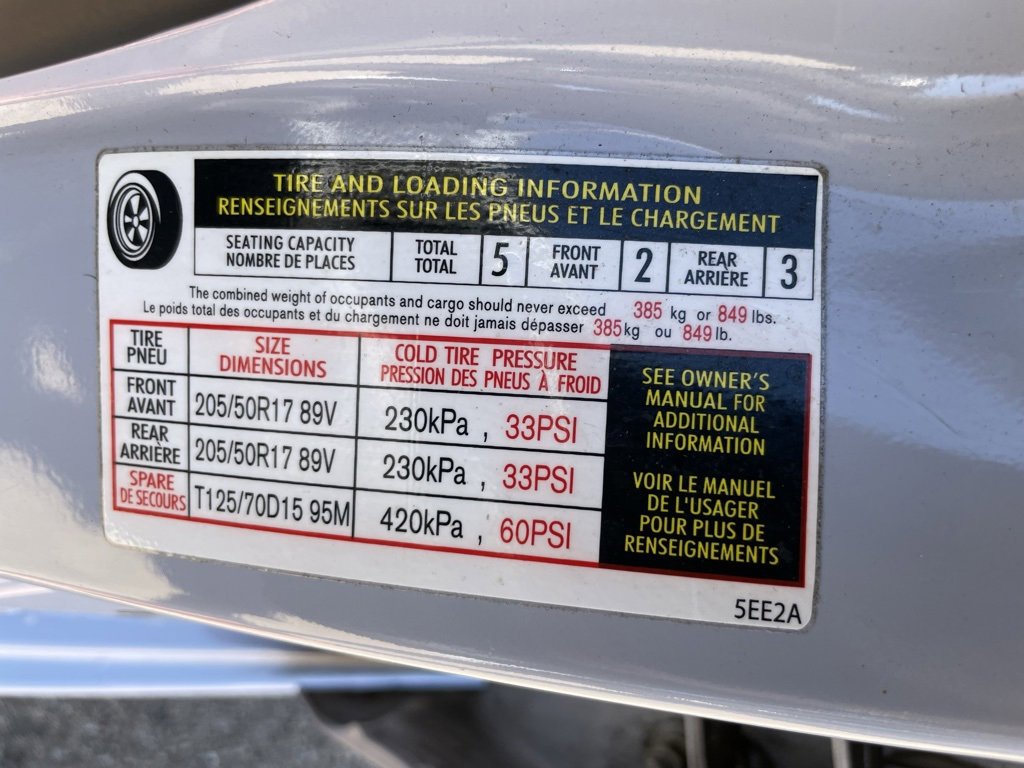 TIRE AND LOADING INFORMATION
RENSEIGNEMENTS SUR LES PNEUS ET LE CHARGEMENT
SEATING CAPACITY
NOMBRE DE PLACES
TOTAL
TOTAL
5
FRONT
AVANT
2
REAR
ARRIÈRE
3
The combined weight of occupants and cargo should never exceed 385 kg or 849 lbs.
Le poids total des occupants et du chargement ne doit jamais dépasser 385kg ou 849 lb.
TIRE
PNEU
SIZE
DIMENSIONS
COLD TIRE PRESSURE
PRESSION DES PNEUS À FROID
FRONT
AVANT
205/50R17 89V
230kPa , 33PSI
REAR
ARRIÈRE
205/50R17 89V
230kPa , 33PSI
SPARE
DE SECOURS
T125/70D15 95M
420kPa , 60PSI
SEE OWNER'S
MANUAL FOR
ADDITIONAL
INFORMATION
VOIR LE MANUEL
DE L'USAGER
POUR PLUS DE
RENSEIGNEMENTS
5EE2A